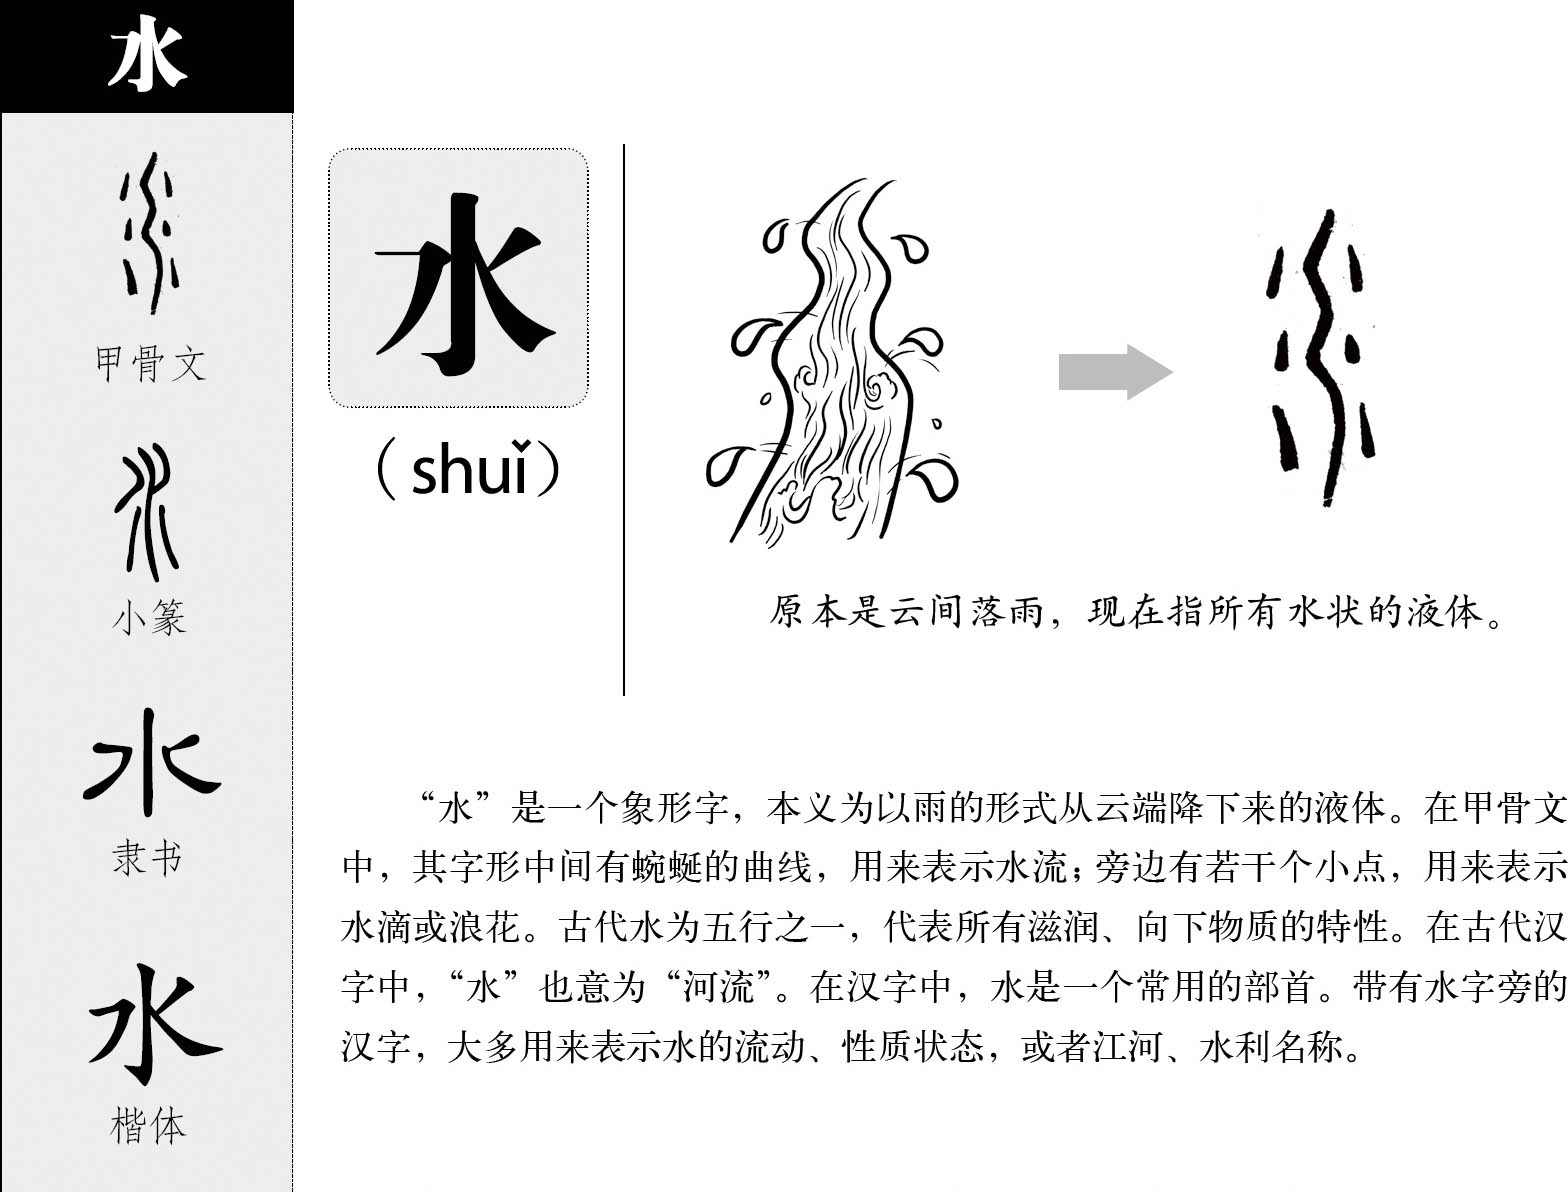 水
甲骨文
小篆
隶书
水
楷体
水
水
（shuǐ）
原本是云间落雨，现在指所有水状的液体。
“水”是一个象形字，本义为以雨的形式从云端降下来的液体。在甲骨文
中，其字形中间有蜿蜒的曲线，用来表示水流；旁边有若干个小点，用来表示
水滴或浪花。古代水为五行之一，代表所有滋润、向下物质的特性。在古代汉
字中，“水”也意为“河流”。在汉字中，水是一个常用的部首。带有水字旁的
汉字，大多用来表示水的流动、性质状态，或者江河、水利名称。